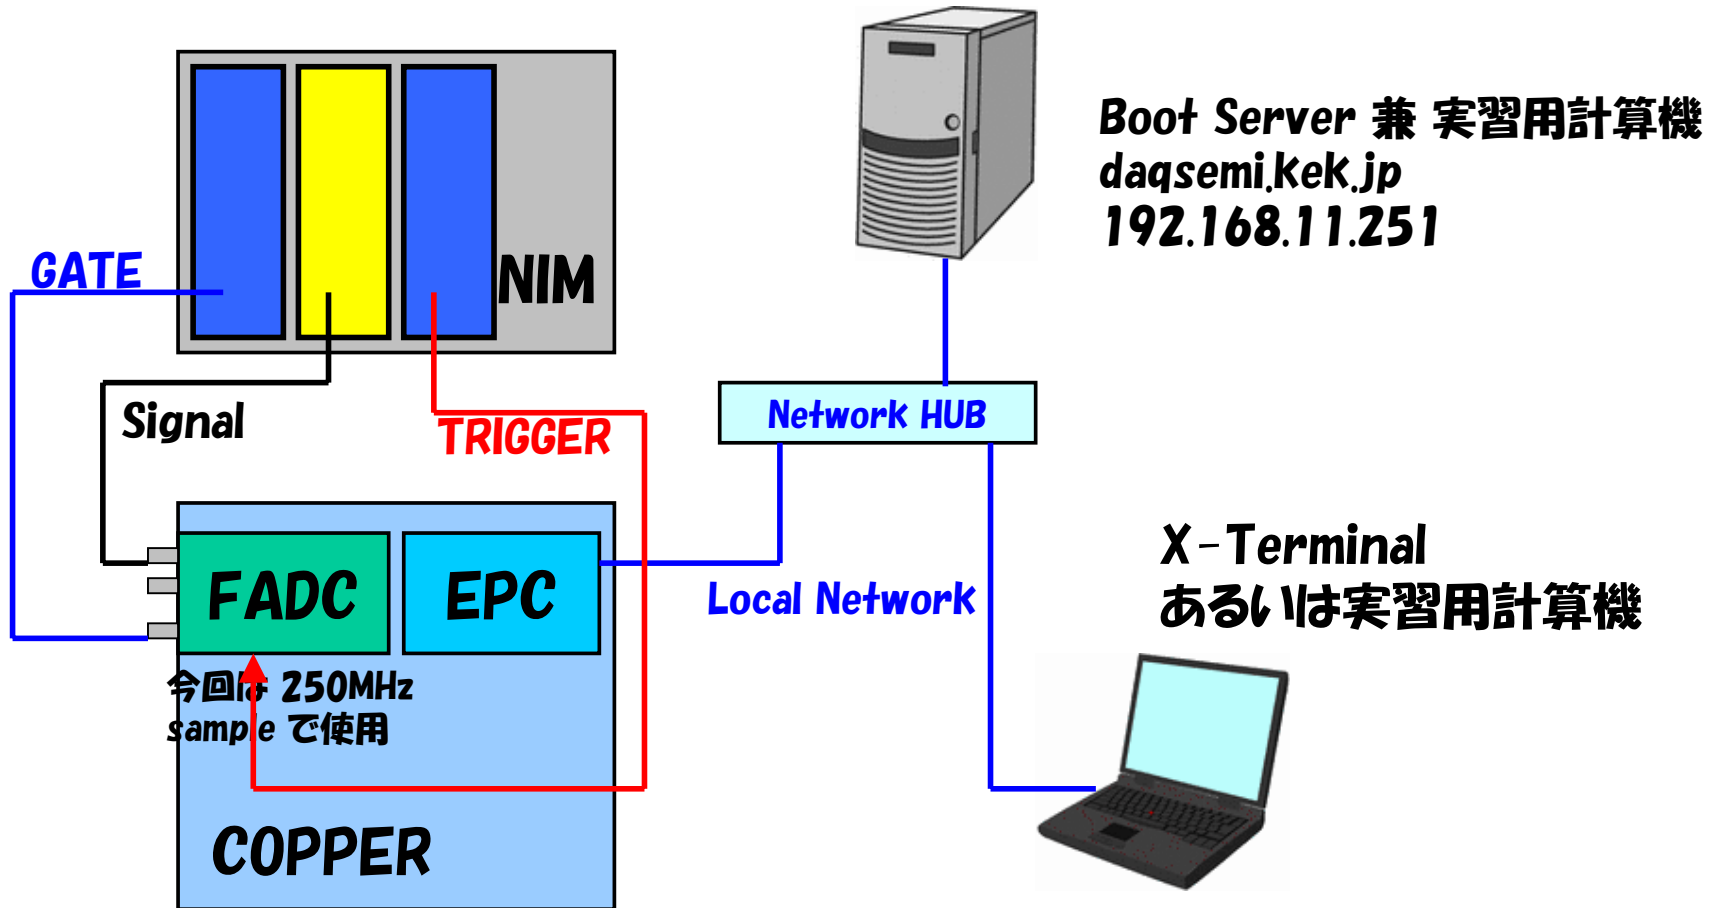 Boot Server 兼 実習用計算機
daqsemi.kek.jp
192.168.11.251
GATE
NIM
Signal
TRIGGER
Network HUB
FADC
EPC
Local Network
X-Terminal
あるいは実習用計算機
今回は 250MHz
sample で使用
COPPER